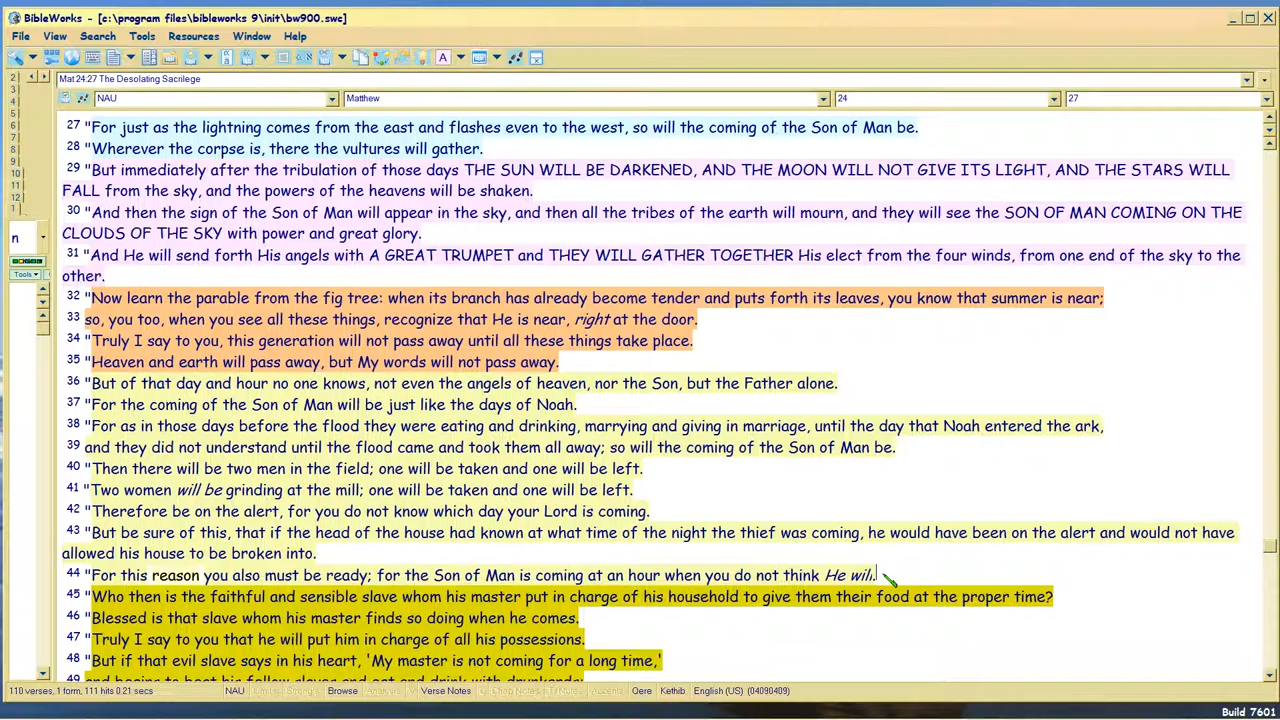 BibleWorks - [c:\program files\bibleworks 9\init\bw900.swc]
File View Search Tools Resources Window Help
Mat 24:27 The Desolating Sacrilege
NAU Matthew 24 27
27 "For just as the lightning comes from the east and flashes even to the west, so will the coming of the Son of Man be.
28 "Wherever the corpse is, there the vultures will gather.
29 "But immediately after the tribulation of those days THE SUN WILL BE DARKENED, AND THE MOON WILL NOT GIVE ITS LIGHT, AND THE STARS WILL
FALL from the sky, and the powers of the heavens will be shaken.
30 "And then the sign of the Son of Man will appear in the sky, and then all the tribes of the earth will mourn, and they will see the SON OF MAN COMING ON THE
CLOUDS OF THE SKY with power and great glory.
31 "And He will send forth His angels with A GREAT TRUMPET and THEY WILL GATHER TOGETHER His elect from the four winds, from one end of the sky to the
other.
32 "Now learn the parable from the fig tree: when its branch has already become tender and puts forth its leaves, you know that summer is near;
33 so, you too, when you see all these things, recognize that He is near, right at the door.
34 "Truly I say to you, this generation will not pass away until all these things take place.
35 "Heaven and earth will pass away, but My words will not pass away.
36 "But of that day and hour no one knows, not even the angels of heaven, nor the Son, but the Father alone.
37 "For the coming of the Son of Man will be just like the days of Noah.
38 "For as in those days before the flood they were eating and drinking, marrying and giving in marriage, until the day that Noah entered the ark,
39 and they did not understand until the flood came and took them all away; so will the coming of the Son of Man be.
40 "Then there will be two men in the field; one will be taken and one will be left.
41 "Two women will be grinding at the mill; one will be taken and one will be left.
42 "Therefore be on the alert, for you do not know which day your Lord is coming.
43 "But be sure of this, that if the head of the house had known at what time of the night the thief was coming, he would have been on the alert and would not have
allowed his house to be broken into.
44 "For this reason you also must be ready; for the Son of Man is coming at an hour when you do not think He will.
45 "Who then is the faithful and sensible slave whom his master put in charge of his household to give them their food at the proper time?
46 "Blessed is that slave whom his master finds so doing when he comes.
47 "Truly I say to you that he will put him in charge of all his possessions.
48 "But if that evil slave says in his heart, 'My master is not coming for a long time,'
49 and begins to beat his fellow slaves and eat and drink with drunkards;
2
3
4
5
6
7
8
9
10
11
12
1
n
Tools
110 verses, 1 form, 111 hits 0.21 secs NAU Browse Verse Notes Qere Kethib English (US) (04090409)
Build 7601